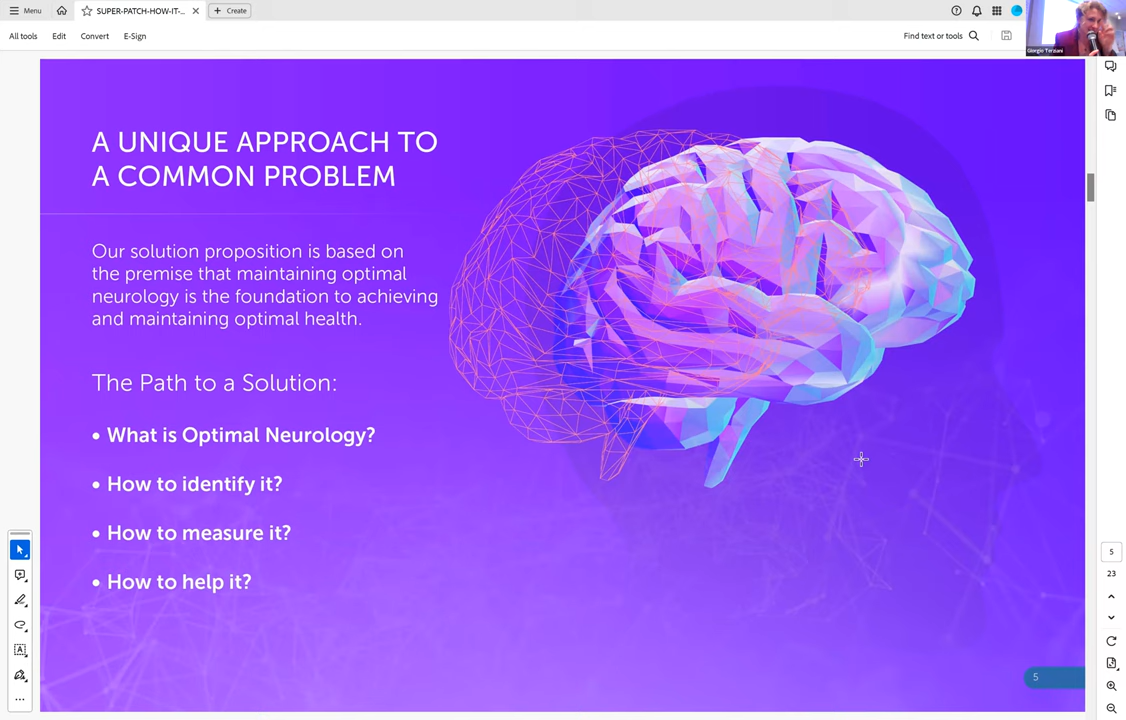 Menu
SUPER-PATCH-HOW-IT-...
Create
All tools
Edit
Convert
E-Sign
Find text or tools
Giorgio Terziani
A UNIQUE APPROACH TO
A COMMON PROBLEM
Our solution proposition is based on
the premise that maintaining optimal
neurology is the foundation to achieving
and maintaining optimal health.
The Path to a Solution:
• What is Optimal Neurology?
• How to identify it?
• How to measure it?
• How to help it?
5
23
5